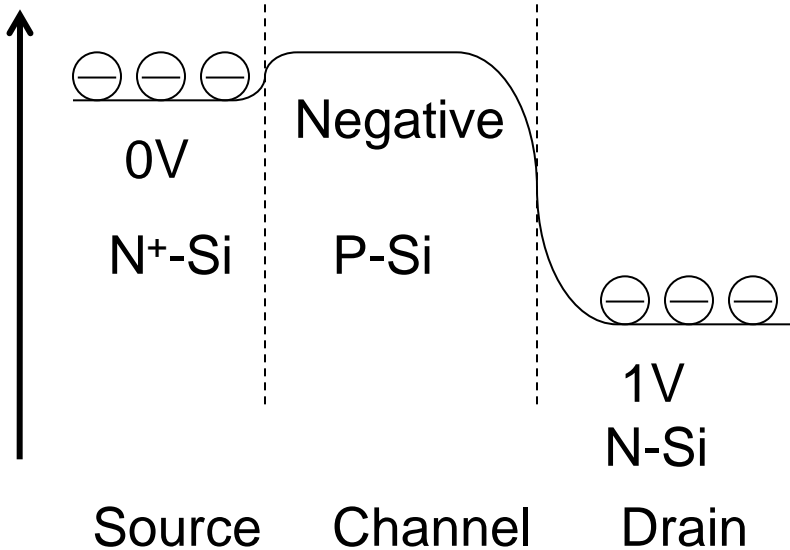 Negative
0V
N⁺-Si
P-Si
1V
N-Si
Source
Channel
Drain